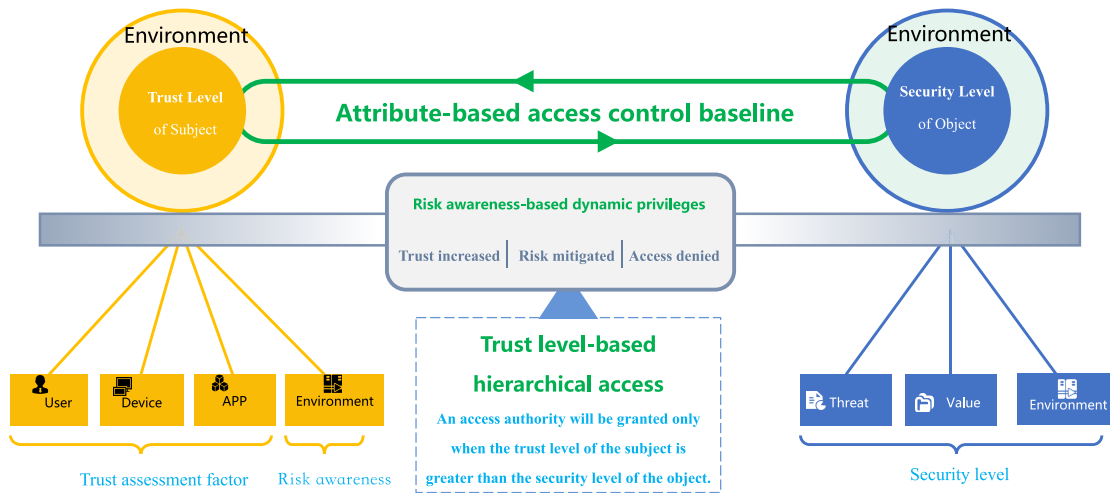 Environment
Environment
Trust Level
of Subject
Attribute-based access control baseline
Security Level
of Object
Risk awareness-based dynamic privileges
Trust increased
Risk mitigated
Access denied
Trust level-based
hierarchical access
An access authority will be granted only
when the trust level of the subject is
greater than the security level of the object.
User
Device
APP
Environment
Threat
Value
Environment
Trust assessment factor
Risk awareness
Security level